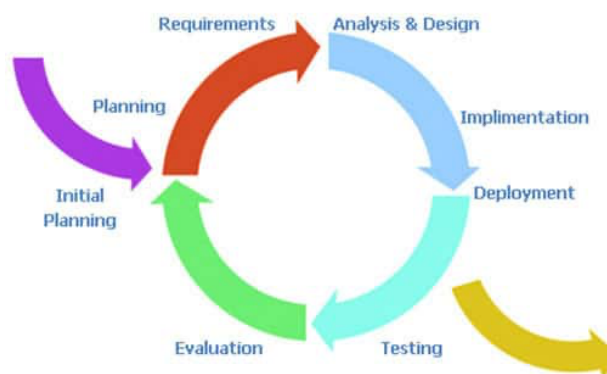 Requirements
Analysis & Design
Planning
Implimentation
Initial
Planning
Deployment
Evaluation
Testing